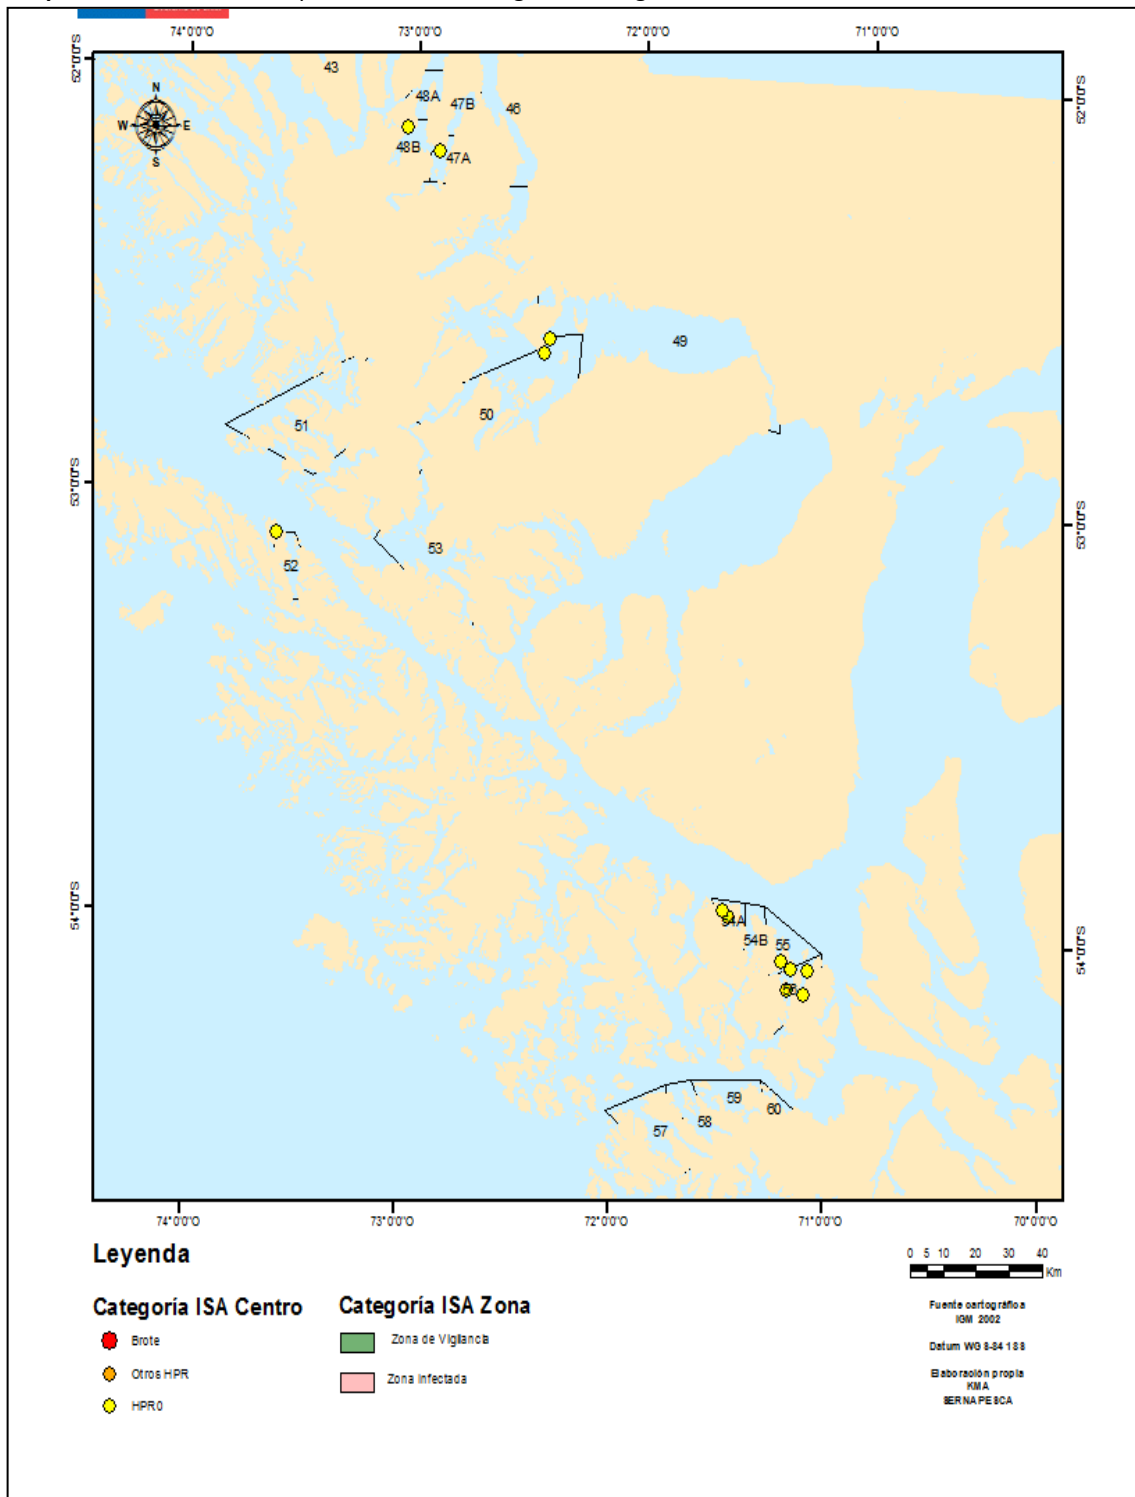 74°0'0"O 73°0'0"O 72°0'0"O 71°0'0"O
52°0'0"S
52°0'0"S
N
W E
S
43
48A
47B
46
48B
47A
49
50
51
53°0'0"S
53°0'0"S
53
52
54°0'0"S
54°0'0"S
54A
54B
55
59
60
58
57
74°0'0"O 73°0'0"O 72°0'0"O 71°0'0"O 70°0'0"O
Leyenda
0 5 10 20 30 40
Km
Categoría ISA Centro
Brote
Otros HPR
HPR0
Categoría ISA Zona
Zona de Vigilancia
Zona Infectada
Fuente cartográfica
IGM 2002
Datum WGS-84 18S
Elaboración propia
KMA
SERNAPESCA